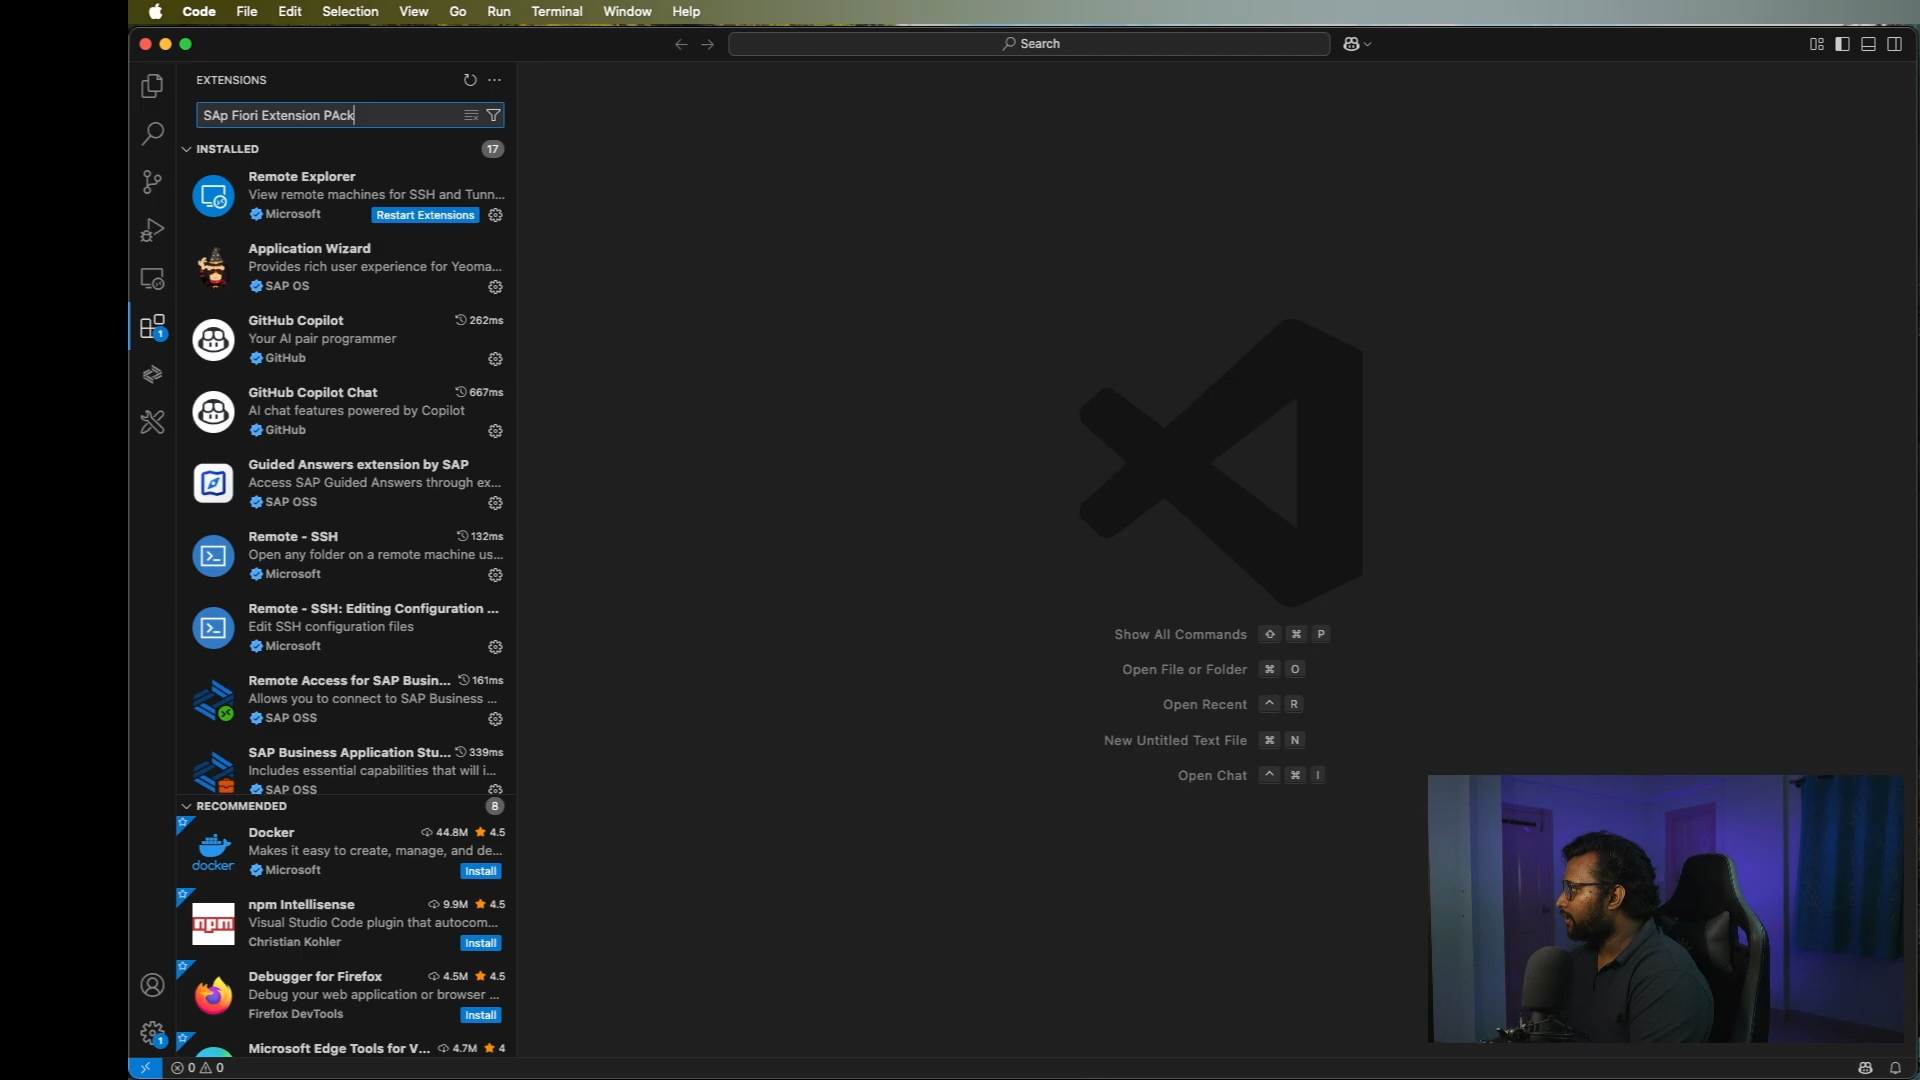 Code File Edit Selection View Go Run Terminal Window Help
Search
EXTENSIONS
SAp Fiori Extension PAck
INSTALLED 17
Remote Explorer
View remote machines for SSH and Tunn...
Microsoft Restart Extensions
Application Wizard
Provides rich user experience for Yeoma...
SAP OS
GitHub Copilot 262ms
Your AI pair programmer
GitHub
GitHub Copilot Chat 667ms
AI chat features powered by Copilot
GitHub
Guided Answers extension by SAP
Access SAP Guided Answers through ex...
SAP OSS
Remote - SSH 132ms
Open any folder on a remote machine us...
Microsoft
Remote - SSH: Editing Configuration ...
Edit SSH configuration files
Microsoft
Remote Access for SAP Busin... 161ms
Allows you to connect to SAP Business ...
SAP OSS
SAP Business Application Stu... 339ms
Includes essential capabilities that will i...
SAP OSS
RECOMMENDED 8
Docker 44.8M 4.5
Makes it easy to create, manage, and de...
docker
Microsoft Install
npm Intellisense 9.9M 4.5
Visual Studio Code plugin that autocom...
npm
Christian Kohler Install
Debugger for Firefox 4.5M 4.5
Debug your web application or browser ...
Firefox DevTools Install
Microsoft Edge Tools for V... 4.7M 4
1
1
0 0
Show All Commands ⇧ ⌘ P
Open File or Folder ⌘ O
Open Recent ^ R
New Untitled Text File ⌘ N
Open Chat ^ ⌘ I